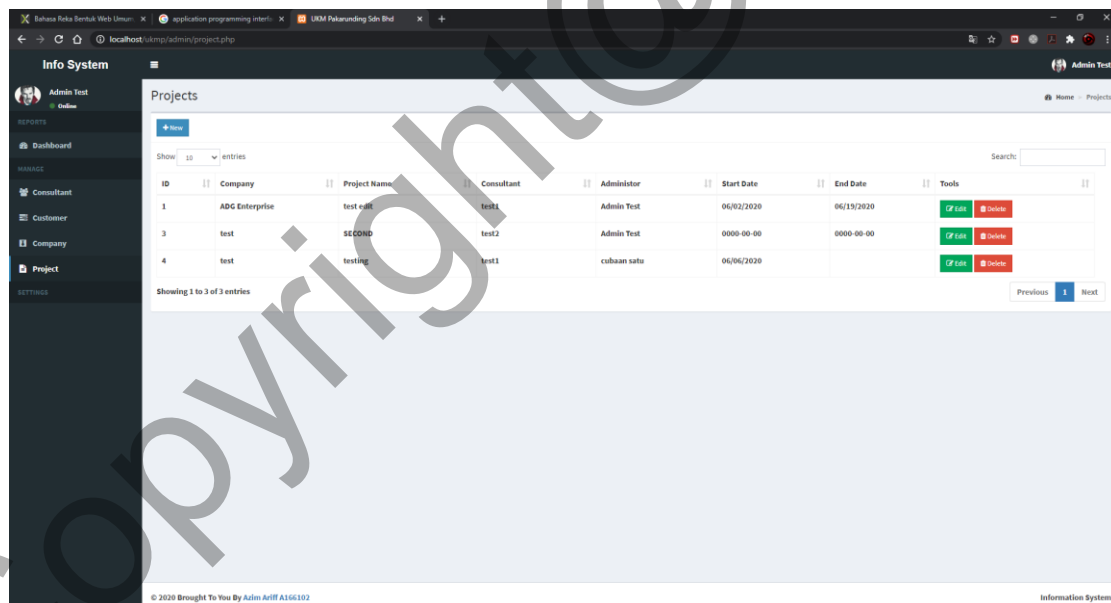 Bahasa Reka Bentuk Web Umum
application programming interfa
UKM Pekarunding Sdn Bhd
localhost/ukmp/admin/project.php
Info System
Admin Test
Admin Test
Online
Projects
Home > Projects
REPORTS
Dashboard
MANAGE
Consultant
Customer
Company
Project
SETTINGS
+ New
Show 10 entries
Search:
ID Company Project Name Consultant Administor Start Date End Date Tools
1 ADG Enterprise test edit test1 Admin Test 06/02/2020 06/19/2020 Edit Delete
3 test SECOND test2 Admin Test 0000-00-00 0000-00-00 Edit Delete
4 test testing test1 cubaan satu 06/06/2020 Edit Delete
Showing 1 to 3 of 3 entries
Previous 1 Next
© 2020 Brought To You By Azim Ariff A166102
Information System
opyright@